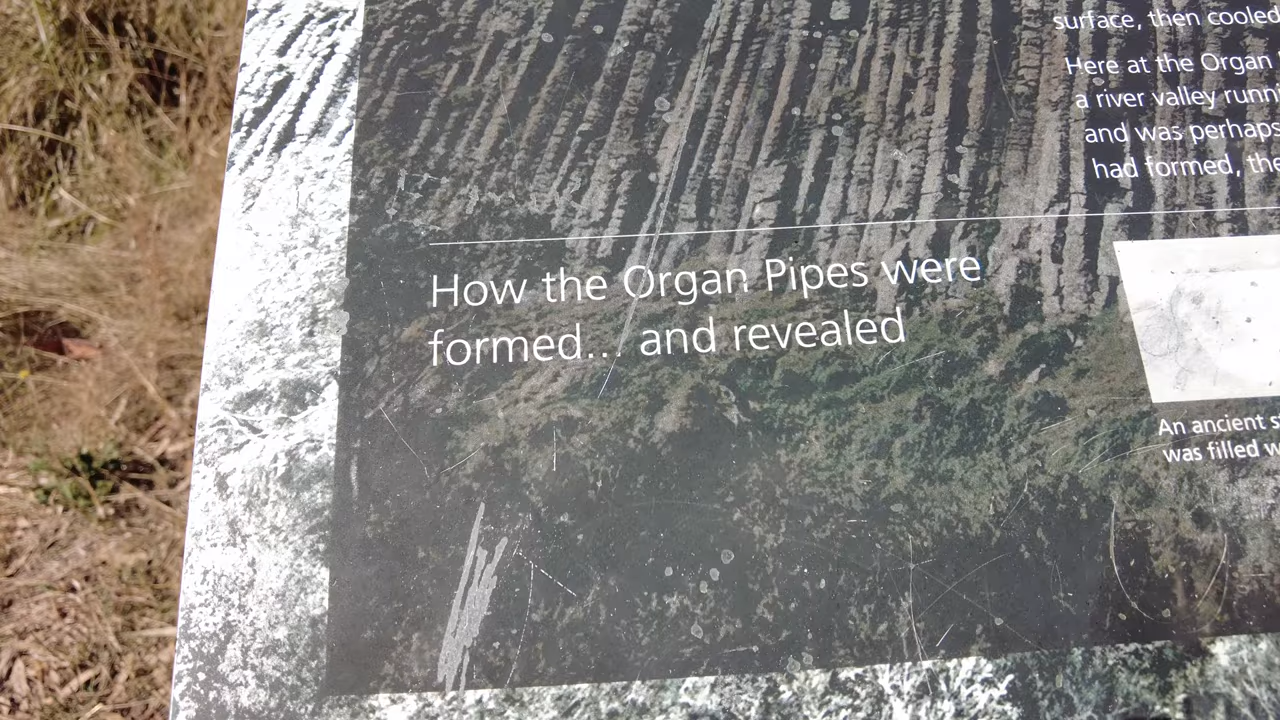 surface, then cooled
Here at the Organ
a river valley runni
and was perhaps
had formed, the
How the Organ Pipes were
formed... and revealed
An ancient s
was filled w